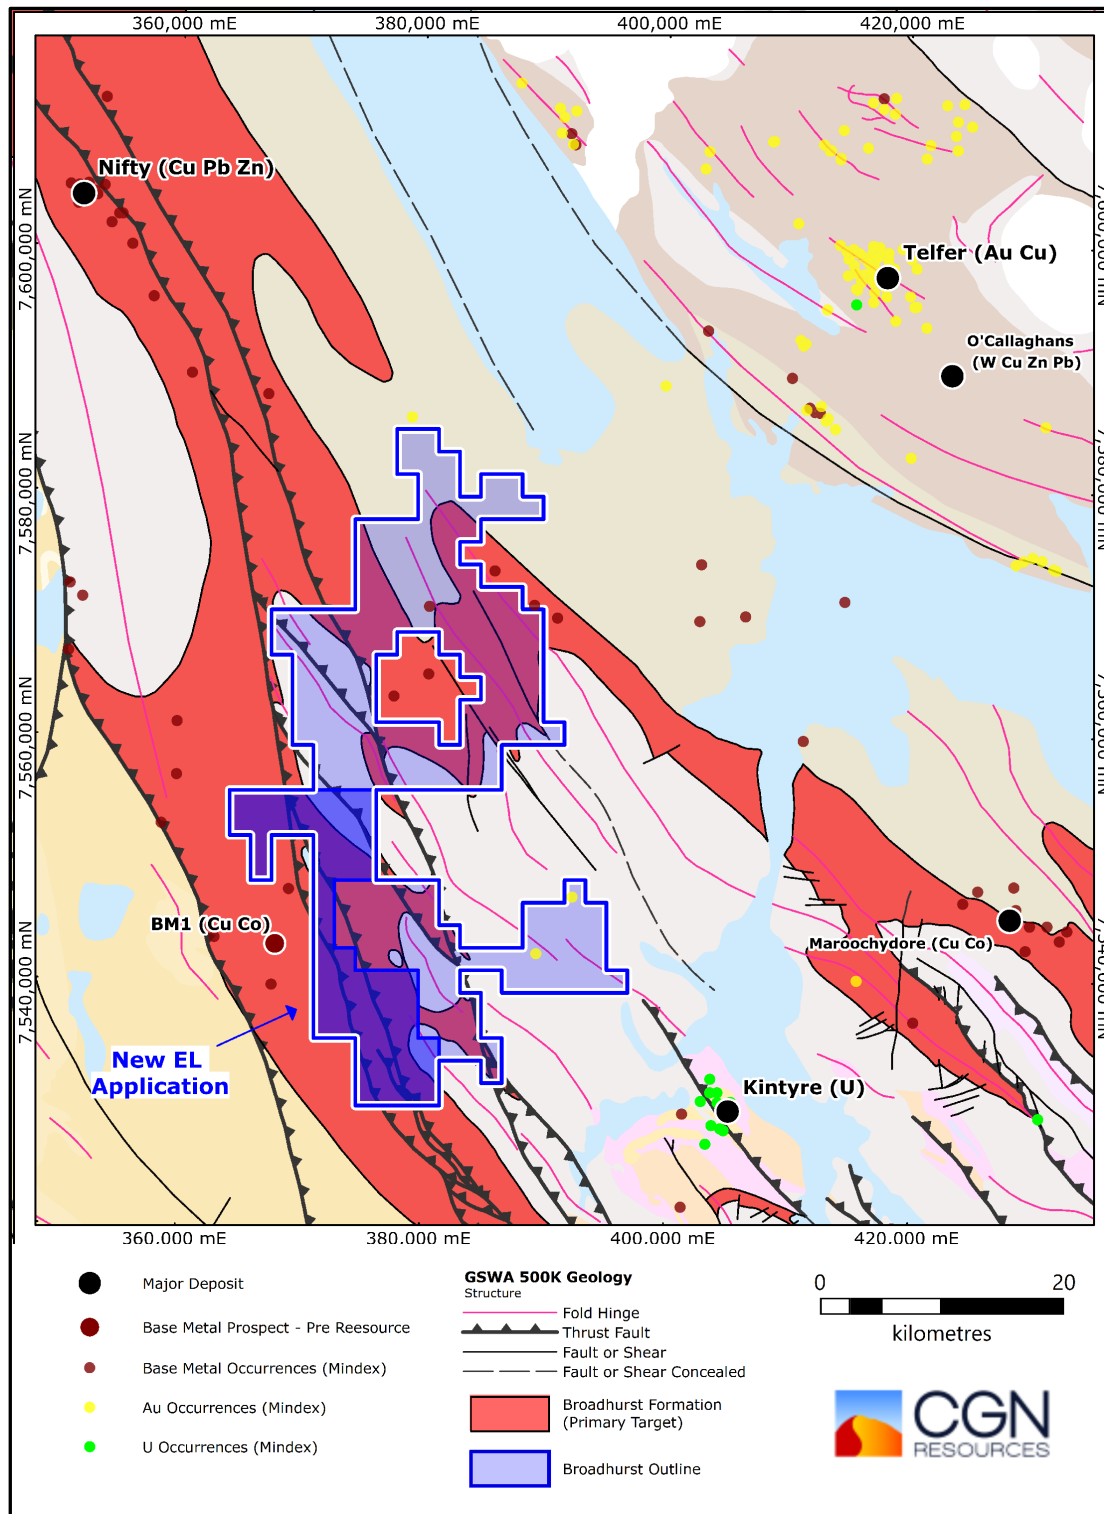 360,000 mE
380,000 mE
400,000 mE
420,000 mE
7,600,000 mN
7,580,000 mN
7,560,000 mN
7,540,000 mN
Nifty (Cu Pb Zn)
Telfer (Au Cu)
O'Callaghans
(W Cu Zn Pb)
BM1 (Cu Co)
Maroochydore (Cu Co)
New EL
Application
Kintyre (U)
360,000 mE
380,000 mE
400,000 mE
420,000 mE
Major Deposit
Base Metal Prospect - Pre Reesource
Base Metal Occurrences (Mindex)
Au Occurrences (Mindex)
U Occurrences (Mindex)
GSWA 500K Geology
Structure
Fold Hinge
Thrust Fault
Fault or Shear
Fault or Shear Concealed
Broadhurst Formation
(Primary Target)
Broadhurst Outline
0 20
kilometres
CGN
RESOURCES